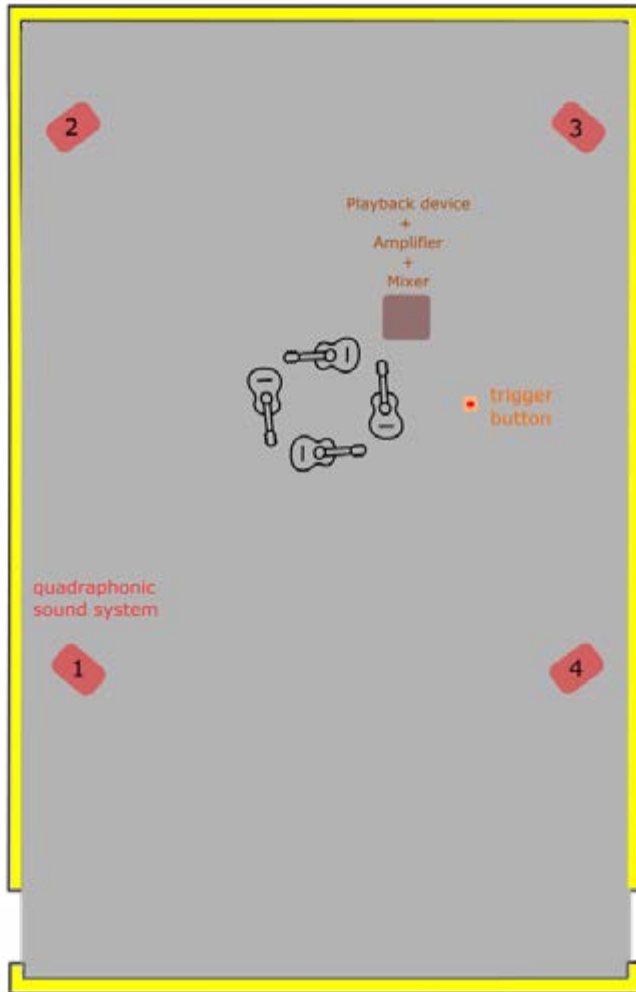 2
3
Playback device
+
Amplifier
+
Mixer
trigger
button
quadraphonic
sound system
1
4